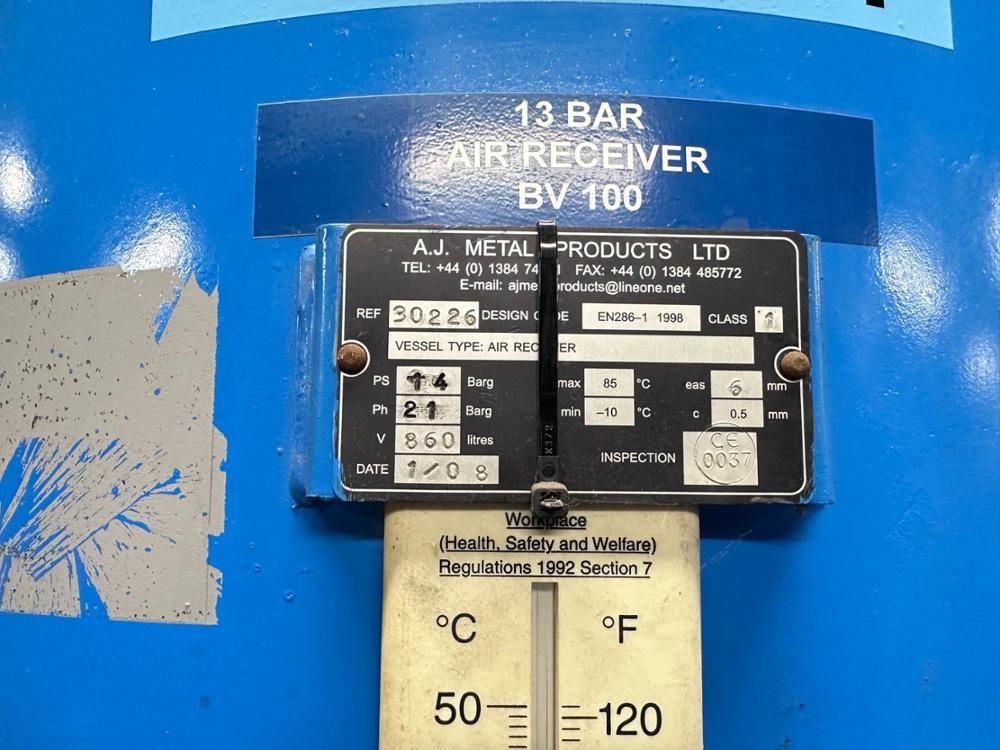 13 BAR
AIR RECEIVER
BV 100
A.J. METAL PRODUCTS LTD
TEL: +44 (0) 1384 FAX: +44 (0) 1384 485772
E-mail:
REF 30226 DESIGN CODE EN286–1 1998 CLASS 1
VESSEL TYPE: AIR RECEIVER
PS 14 Barg max 85 °C eas 6 mm
Ph 21 Barg min –10 °C c 0.5 mm
V 860 litres
K372
INSPECTION CE 0037
DATE 1/08
Workplace
(Health, Safety and Welfare)
Regulations 1992 Section 7
°C °F
50 120